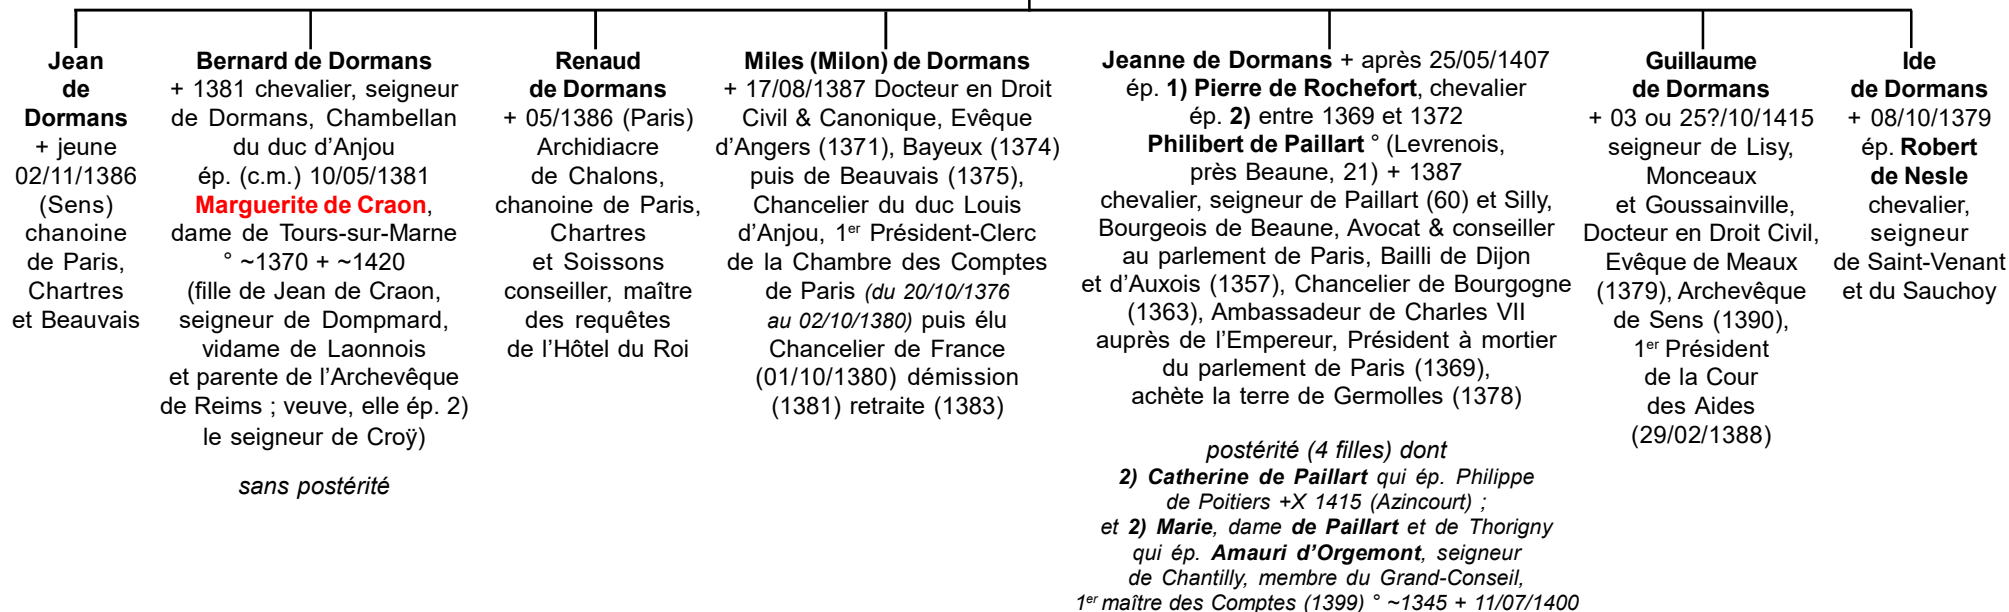 Jean
de
Dormans
+ jeune
02/11/1386
(Sens)
chanoine
de Paris,
Chartres
et Beauvais
Bernard de Dormans
+ 1381 chevalier, seigneur
de Dormans, Chambellan
du duc d’Anjou
ép. (c.m.) 10/05/1381
Marguerite de Craon,
dame de Tours-sur-Marne
° ~1370 + ~1420
(fille de Jean de Craon,
seigneur de Dompmard,
vidame de Laonnois
et parente de l’Archevêque
de Reims ; veuve, elle ép. 2)
le seigneur de Croÿ)
sans postérité
Renaud
de Dormans
+ 05/1386 (Paris)
Archidiacre
de Chalons,
chanoine de Paris,
Chartres
et Soissons
conseiller, maître
des requêtes
de l’Hôtel du Roi
Miles (Milon) de Dormans
+ 17/08/1387 Docteur en Droit
Civil & Canonique, Evêque
d’Angers (1371), Bayeux (1374)
puis de Beauvais (1375),
Chancelier du duc Louis
d’Anjou, 1er Président-Clerc
de la Chambre des Comptes
de Paris (du 20/10/1376
au 02/10/1380) puis élu
Chancelier de France
(01/10/1380) démission
(1381) retraite (1383)
Jeanne de Dormans + après 25/05/1407
ép. 1) Pierre de Rochefort, chevalier
ép. 2) entre 1369 et 1372
Philibert de Paillart ° (Levrenois,
près Beaune, 21) + 1387
chevalier, seigneur de Paillart (60) et Silly,
Bourgeois de Beaune, Avocat & conseiller
au parlement de Paris, Bailli de Dijon
et d’Auxois (1357), Chancelier de Bourgogne
(1363), Ambassadeur de Charles VII
auprès de l’Empereur, Président à mortier
du parlement de Paris (1369),
achète la terre de Germolles (1378)
postérité (4 filles) dont
2) Catherine de Paillart qui ép. Philippe
de Poitiers +X 1415 (Azincourt) ;
et 2) Marie, dame de Paillart et de Thorigny
qui ép. Amauri d’Orgemont, seigneur
de Chantilly, membre du Grand-Conseil,
1er maître des Comptes (1399) ° ~1345 + 11/07/1400
Guillaume
de Dormans
+ 03 ou 25?/10/1415
seigneur de Lisy,
Monceaux
et Goussainville,
Docteur en Droit Civil,
Evêque de Meaux
(1379), Archevêque
de Sens (1390),
1er Président
de la Cour
des Aides
(29/02/1388)
Ide
de Dormans
+ 08/10/1379
ép. Robert
de Nesle
chevalier,
seigneur
de Saint-Venant
et du Sauchoy